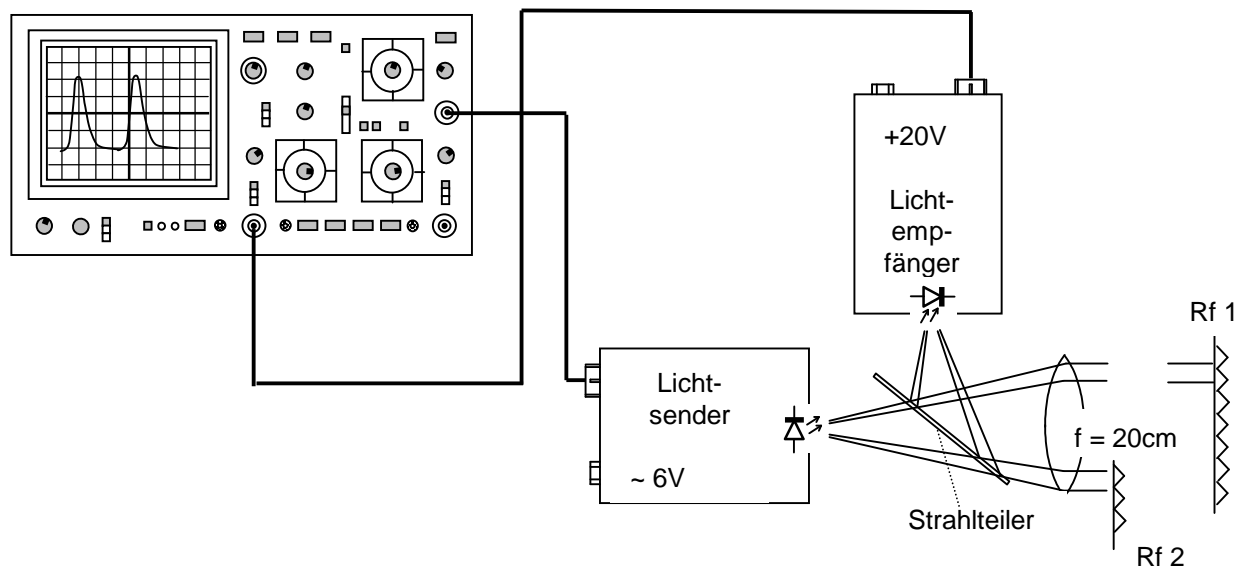 +20V
Licht-
emp-
fänger
Rf 1
Licht-
sender
~ 6V
f = 20cm
Strahlteiler
Rf 2